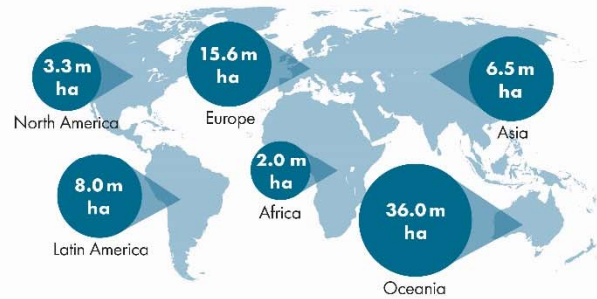 3.3 m
ha
North America
15.6 m
ha
Europe
6.5 m
ha
Asia
8.0 m
ha
Latin America
2.0 m
ha
Africa
36.0 m
ha
Oceania